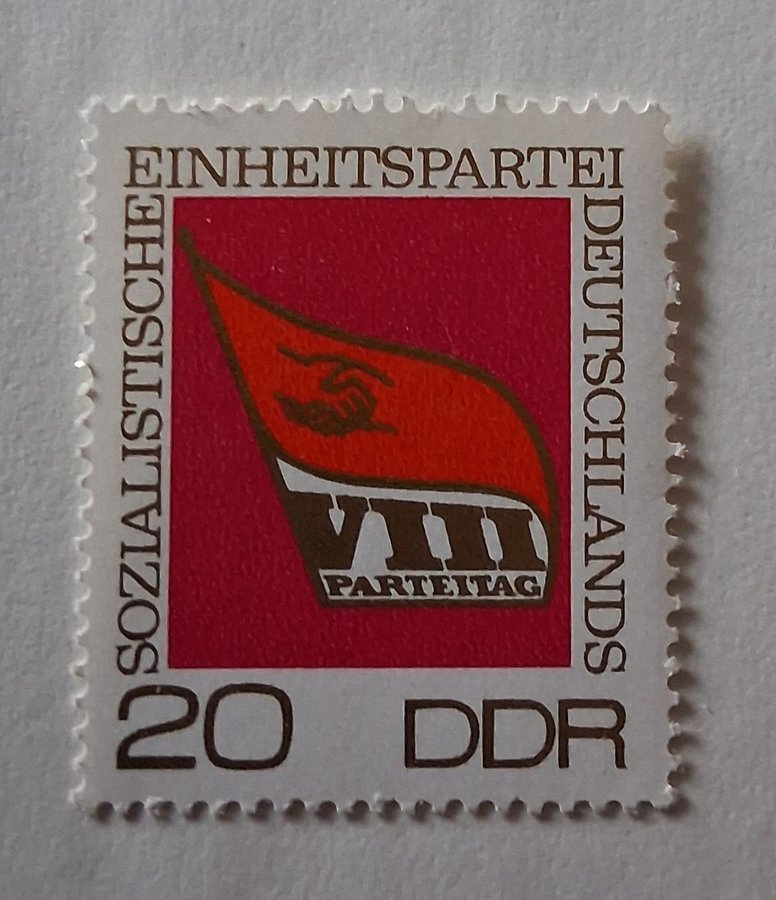 SOZIALISTISCHE
EINHEITSPARTEI
DEUTSCHLANDS
VIII
PARTEITAG
20 DDR